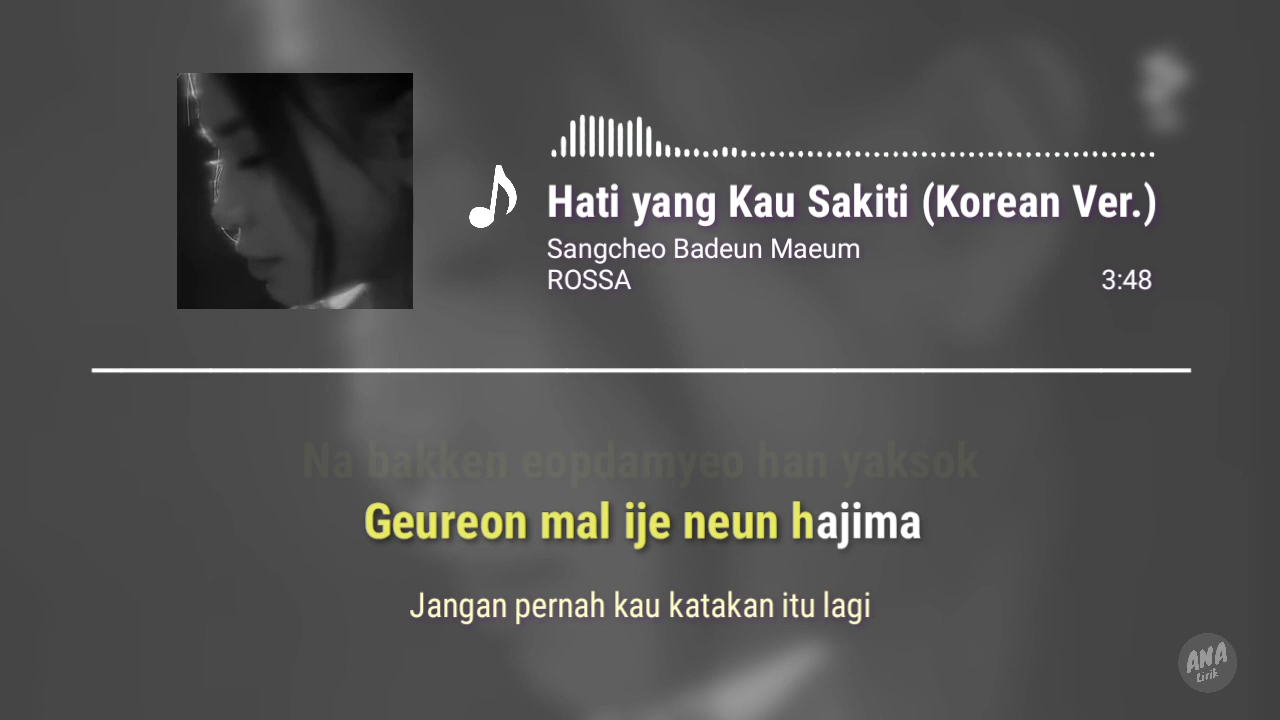 Hati yang Kau Sakiti (Korean Ver.)
Sangcheo Badeun Maeum
ROSSA 3:48
Na bakken eopdamyeo han yaksok
Geureon mal ije neun hajima
Jangan pernah kau katakan itu lagi
ANA
Lirik